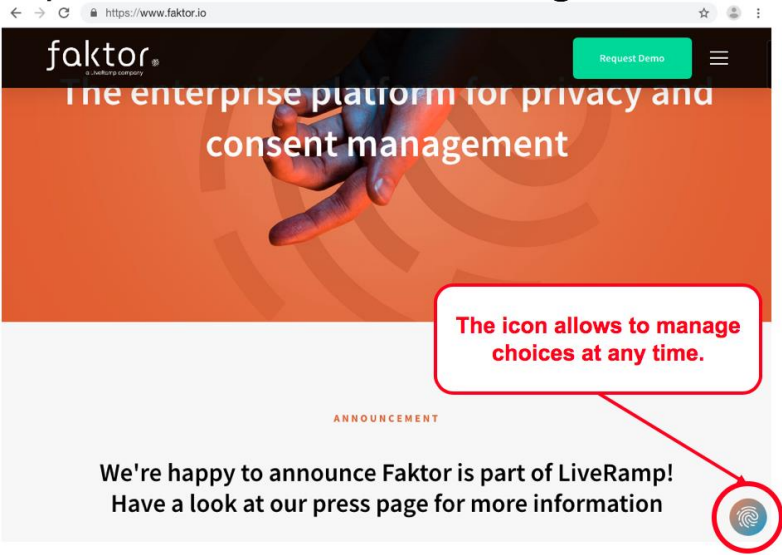 https://www.faktor.io
faktor.
a LiveRamp company
Request Demo
The enterprise platform for privacy and
consent management
The icon allows to manage
choices at any time.
ANNOUNCEMENT
We're happy to announce Faktor is part of LiveRamp!
Have a look at our press page for more information